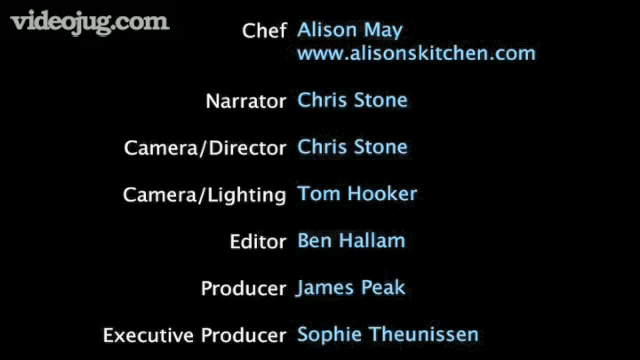 videojug.com
Chef Alison May
www.alisonskitchen.com
Narrator Chris Stone
Camera/Director Chris Stone
Camera/Lighting Tom Hooker
Editor Ben Hallam
Producer James Peak
Executive Producer Sophie Theunissen